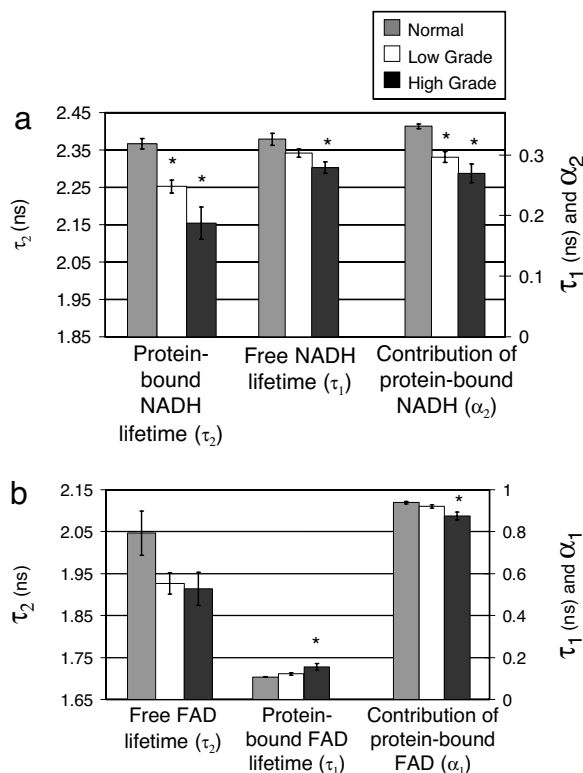 Normal
Low Grade
High Grade
a
2.45
2.35
2.25
2.15
2.05
1.95
1.85
τ2 (ns)
* * * * *
0.3
0.2
0.1
0
τ1 (ns) and α2
Protein-
bound
NADH
lifetime (τ2)
Free NADH
lifetime (τ1)
Contribution of
protein-bound
NADH (α2)
b
2.15
2.05
1.95
1.85
1.75
1.65
τ2 (ns)
* *
1
0.8
0.6
0.4
0.2
0
τ1 (ns) and α1
Free FAD
lifetime (τ2)
Protein-
bound FAD
lifetime (τ1)
Contribution of
protein-bound
FAD (α1)